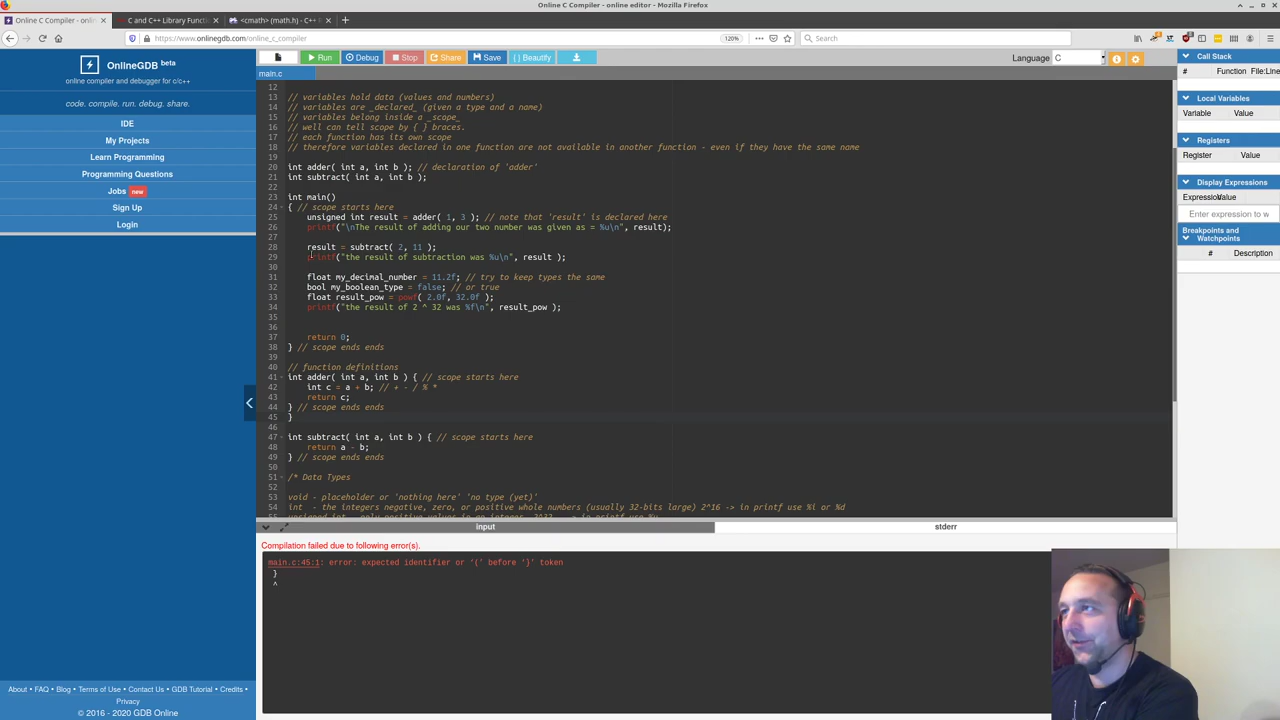 Online C Compiler - online editor - Mozilla Firefox
Online C Compiler - onlin
C and C++ Library Functi
<cmath> (math.h) - C++ R
https://www.onlinegdb.com/online_c_compiler
120%
Search
OnlineGDB beta
online compiler and debugger for c/c++
code. compile. run. debug. share.
IDE
My Projects
Learn Programming
Programming Questions
Jobs new
Sign Up
Login
About • FAQ • Blog • Terms of Use • Contact Us • GDB Tutorial • Credits •
Privacy
© 2016 - 2020 GDB Online
Run Debug Stop Share Save { } Beautify
Language C
main.c
12
13 // variables hold data (values and numbers)
14 // variables are _declared_ (given a type and a name)
15 // variables belong inside a _scope_
16 // well can tell scope by { } braces.
17 // each function has its own scope
18 // therefore variables declared in one function are not available in another function - even if they have the same name
19
20 int adder( int a, int b ); // declaration of 'adder'
21 int subtract( int a, int b );
22
23 int main()
24 { // scope starts here
25 unsigned int result = adder( 1, 3 ); // note that 'result' is declared here
26 printf("\nThe result of adding our two number was given as = %u\n", result);
27
28 result = subtract( 2, 11 );
29 printf("the result of subtraction was %u\n", result );
30
31 float my_decimal_number = 11.2f; // try to keep types the same
32 bool my_boolean_type = false; // or true
33 float result_pow = powf( 2.0f, 32.0f );
34 printf("the result of 2 ^ 32 was %f\n", result_pow );
35
36
37 return 0;
38 } // scope ends ends
39
40 // function definitions
41 int adder( int a, int b ) { // scope starts here
42 int c = a + b; // + - / % *
43 return c;
44 } // scope ends ends
45 }
46
47 int subtract( int a, int b ) { // scope starts here
48 return a - b;
49 } // scope ends ends
50
51 /* Data Types
52
53 void - placeholder or 'nothing here' 'no type (yet)'
54 int - the integers negative, zero, or positive whole numbers (usually 32-bits large) 2^16 -> in printf use %i or %d
input
stderr
Compilation failed due to following error(s).
main.c:45:1: error: expected identifier or ‘(’ before ‘}’ token
}
^
Call Stack
# Function File:Line
Local Variables
Variable Value
Registers
Register Value
Display Expressions
Expression Value
Enter expression to w
Breakpoints and
Watchpoints
# Description